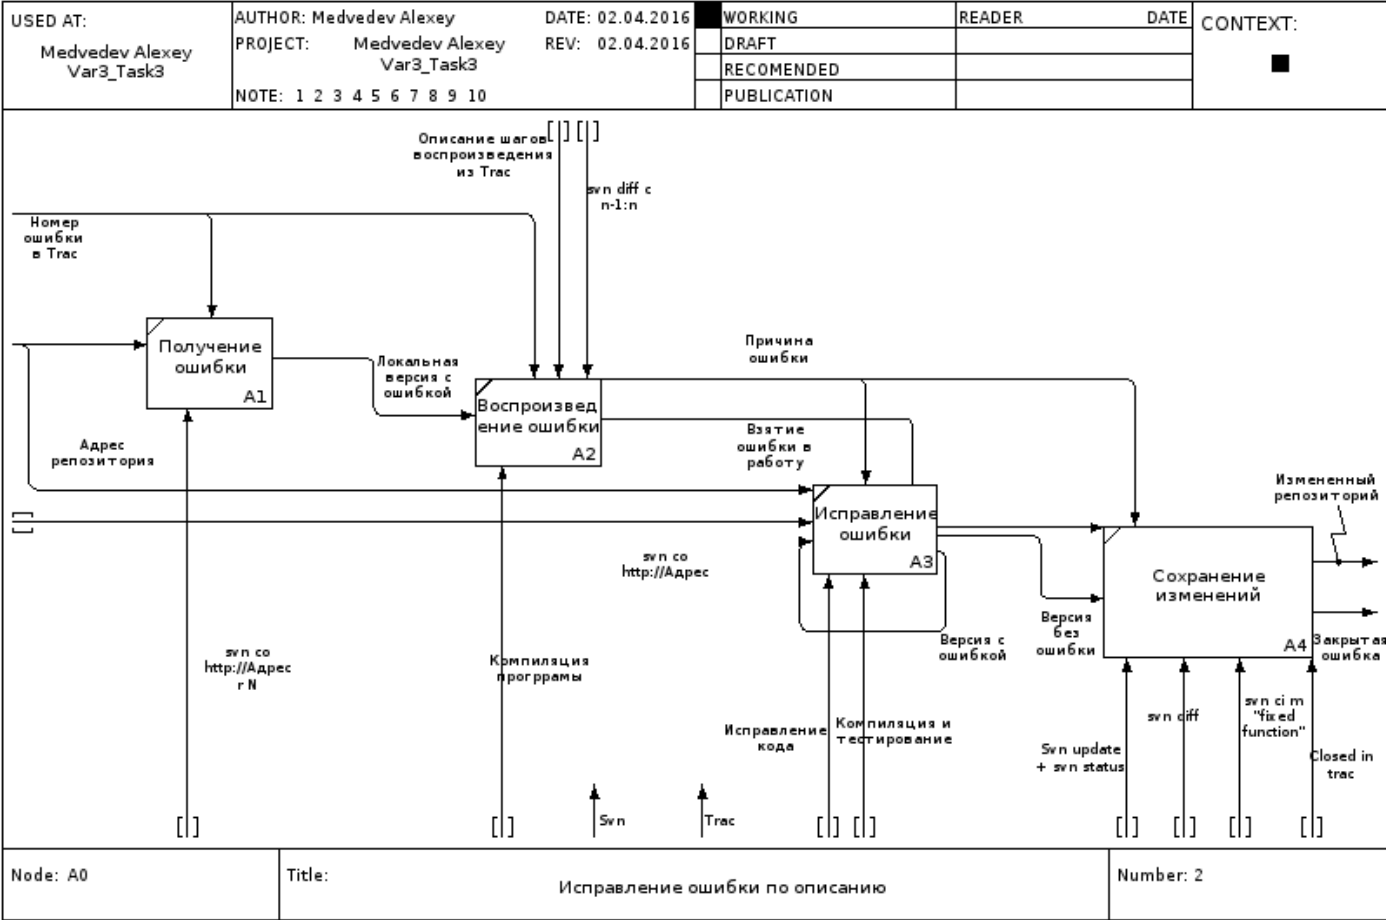 USED AT:
Medvedev Alexey
Var3_Task3
AUTHOR: Medvedev Alexey
DATE: 02.04.2016
PROJECT: Medvedev Alexey
Var3_Task3
REV: 02.04.2016
NOTE: 1 2 3 4 5 6 7 8 9 10
WORKING
DRAFT
RECOMENDED
PUBLICATION
READER
DATE
CONTEXT:
Описание шагов
воспроизведения
из Trac
svn diff c
n-1:n
Номер
ошибки
в Trac
Получение
ошибки
A1
Локальная
версия с
ошибкой
Причина
ошибки
Воспроизвед
ение ошибки
A2
Адрес
репозитория
Взятие
ошибки в
работу
Измененный
репозиторий
Исправление
ошибки
A3
svn co
http://Адрес
Сохранение
изменений
A4
Версия
без
ошибки
Версия с
ошибкой
Закрытая
ошибка
svn co
http://Адрес
r N
Компиляция
прогррамы
Исправление
кода
Компиляция и
тестирование
Svn update
+ svn status
svn diff
svn ci m
"fixed
function"
Closed in
trac
Svn
Trac
Node: A0
Title:
Исправление ошибки по описанию
Number: 2